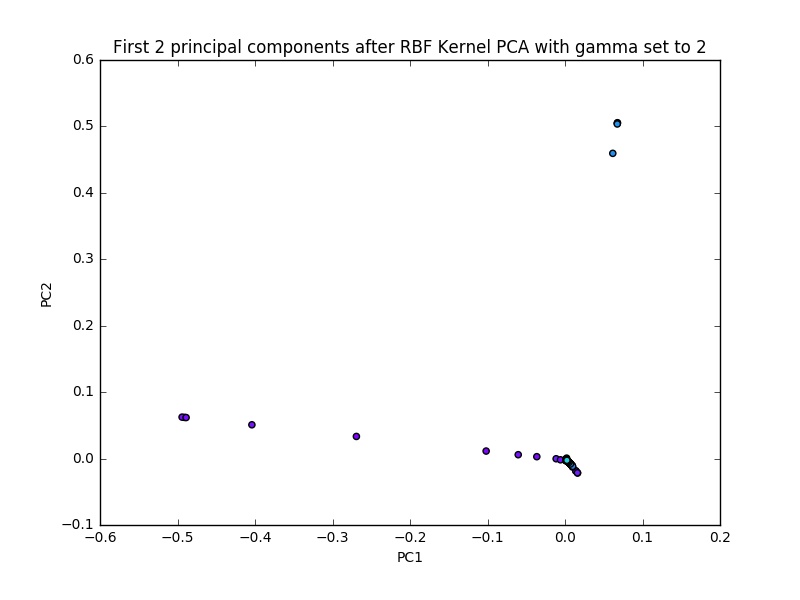 First 2 principal components after RBF Kernel PCA with gamma set to 2
0.6
0.5
0.4
0.3
0.2
0.1
0.0
−0.1
PC2
−0.6 −0.5 −0.4 −0.3 −0.2 −0.1 0.0 0.1 0.2
PC1